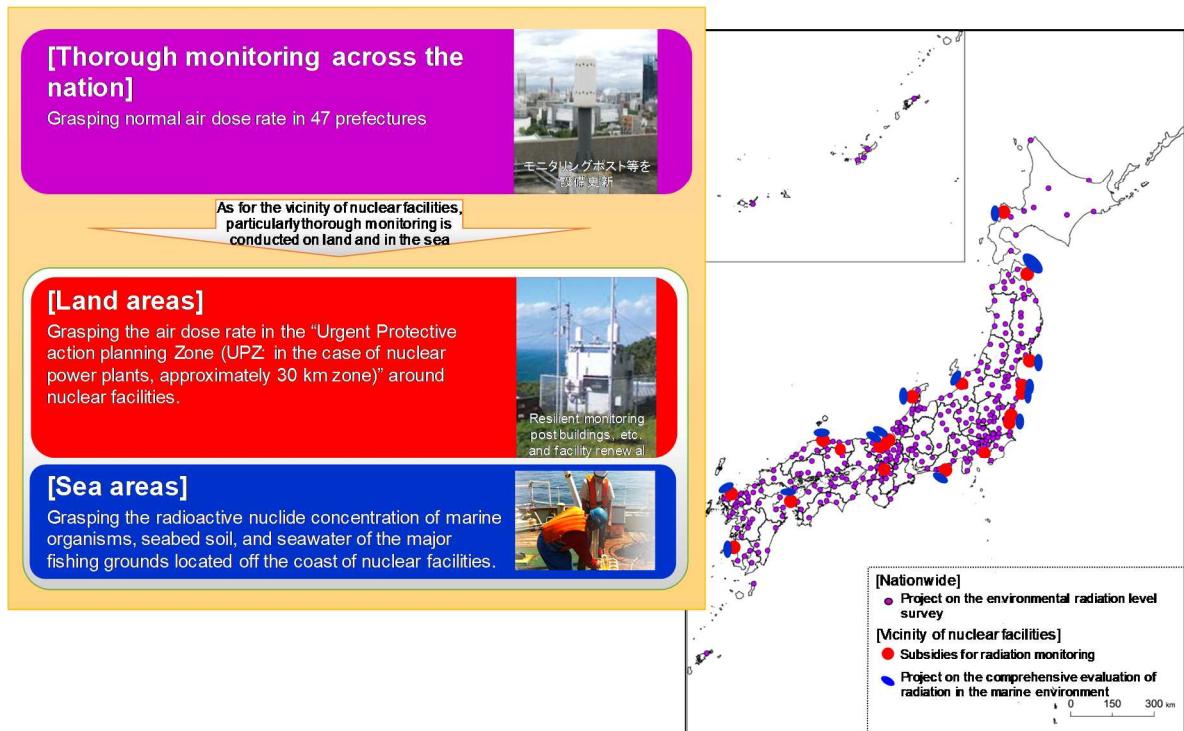 [Thorough monitoring across the
nation]
Grasping normal air dose rate in 47 prefectures
モニタリングポスト等を
設備更新
As for the vicinity of nuclear facilities,
particularly thorough monitoring is
conducted on land and in the sea
[Land areas]
Grasping the air dose rate in the “Urgent Protective
action planning Zone (UPZ: in the case of nuclear
power plants, approximately 30 km zone)” around
nuclear facilities.
Resilient monitoring
post buildings, etc.
and facility renewal
[Sea areas]
Grasping the radioactive nuclide concentration of marine
organisms, seabed soil, and seawater of the major
fishing grounds located off the coast of nuclear facilities.
[Nationwide]
Project on the environmental radiation level
survey
[Vicinity of nuclear facilities]
Subsidies for radiation monitoring
Project on the comprehensive evaluation of
radiation in the marine environment
0 150 300 km